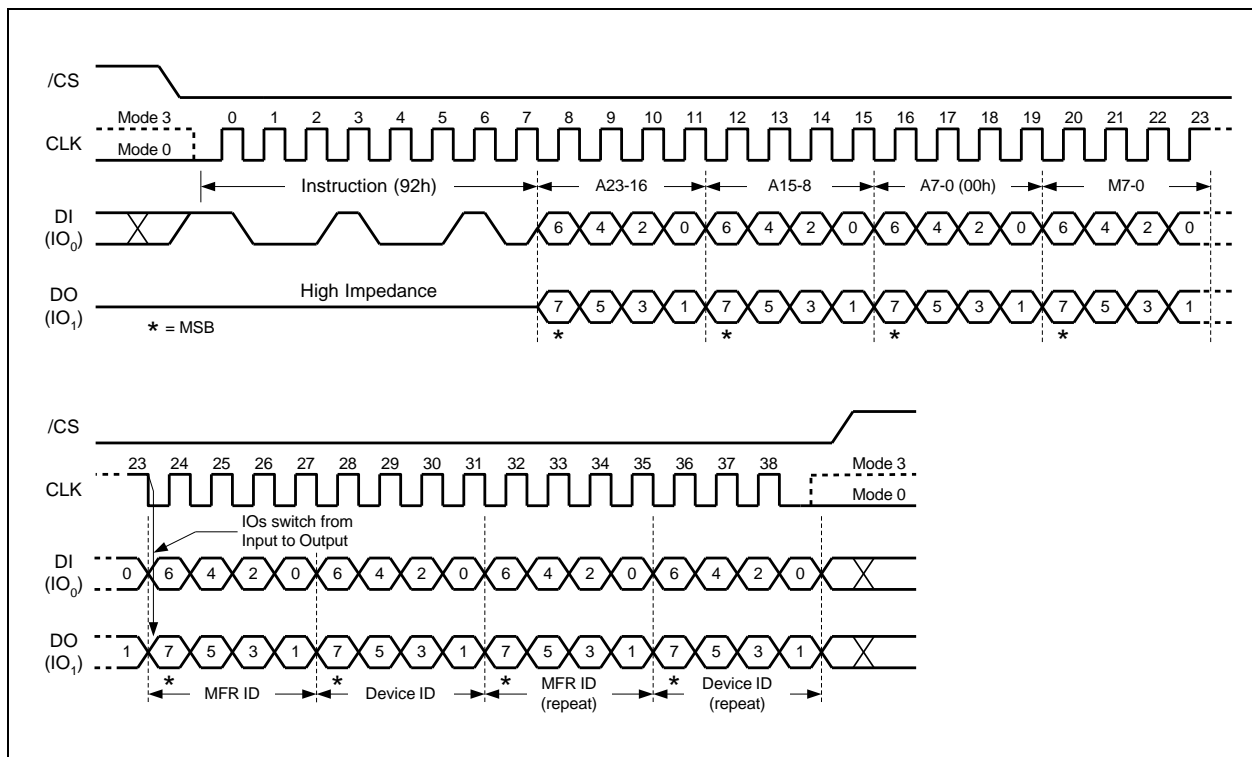 /CS
Mode 3 0 1 2 3 4 5 6 7 8 9 10 11 12 13 14 15 16 17 18 19 20 21 22 23
CLK
Mode 0
Instruction (92h) A23-16 A15-8 A7-0 (00h) M7-0
DI
(IO0) 6 4 2 0 6 4 2 0 6 4 2 0 6 4 2 0
DO High Impedance
(IO1) 7 5 3 1 7 5 3 1 7 5 3 1 7 5 3 1
* = MSB * * * *
/CS
23 24 25 26 27 28 29 30 31 32 33 34 35 36 37 38 Mode 3
CLK
Mode 0
IOs switch from
Input to Output
DI
(IO0) 0 6 4 2 0 6 4 2 0 6 4 2 0 6 4 2 0
DO
(IO1) 1 7 5 3 1 7 5 3 1 7 5 3 1 7 5 3 1
* * * *
MFR ID Device ID MFR ID
(repeat) Device ID
(repeat)